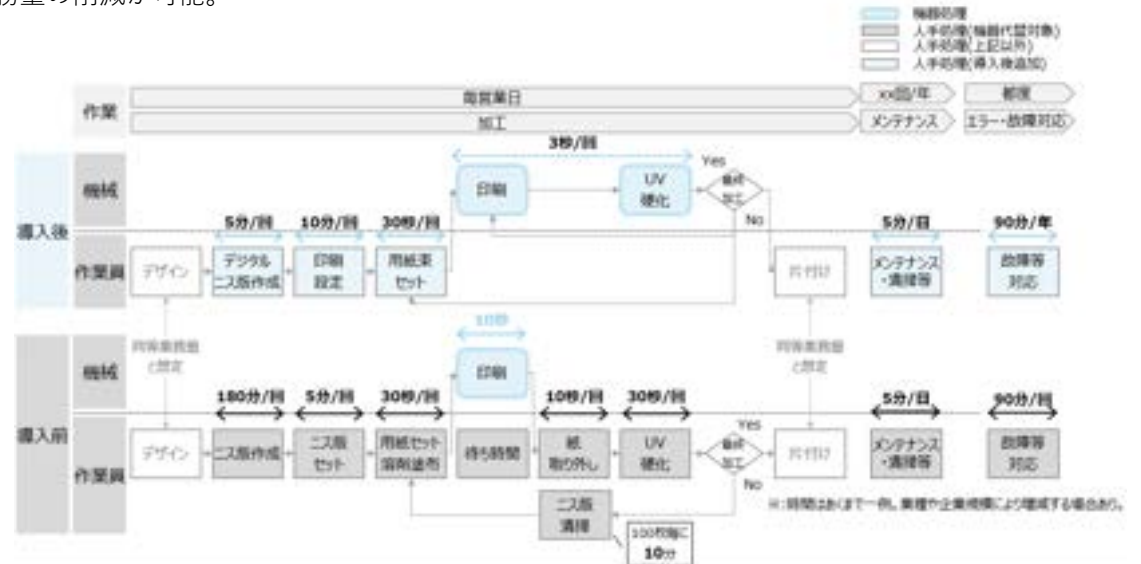 務量の削減が可能。
機器処理
人手処理(機器代替対象)
人手処理(上記以外)
人手処理(導入後追加)
作業
毎営業日
xx回/年
都度
加工
メンテナンス
エラー・故障対応
導入後
機械
3秒/回
印刷
UV
硬化
最終
加工
Yes
No
作業員
5分/回
10分/回
30秒/回
5分/日
90分/年
デザイン
デジタル
ニス版作成
印刷
設定
用紙束
セット
片付け
メンテナンス
・清掃等
故障等
対応
同等業務量
と想定
同等業務量
と想定
導入前
機械
10秒
印刷
作業員
180分/回
5分/回
30秒/回
10秒/回
30秒/回
5分/日
90分/回
デザイン
ニス版作成
ニス版
セット
用紙セット
溶剤塗布
待ち時間
紙
取り外し
UV
硬化
最終
加工
Yes
No
片付け
メンテナンス
・清掃等
故障等
対応
ニス版
清掃
100枚毎に
10分
※:時間はあくまで一例。業種や企業規模により増減する場合あり。